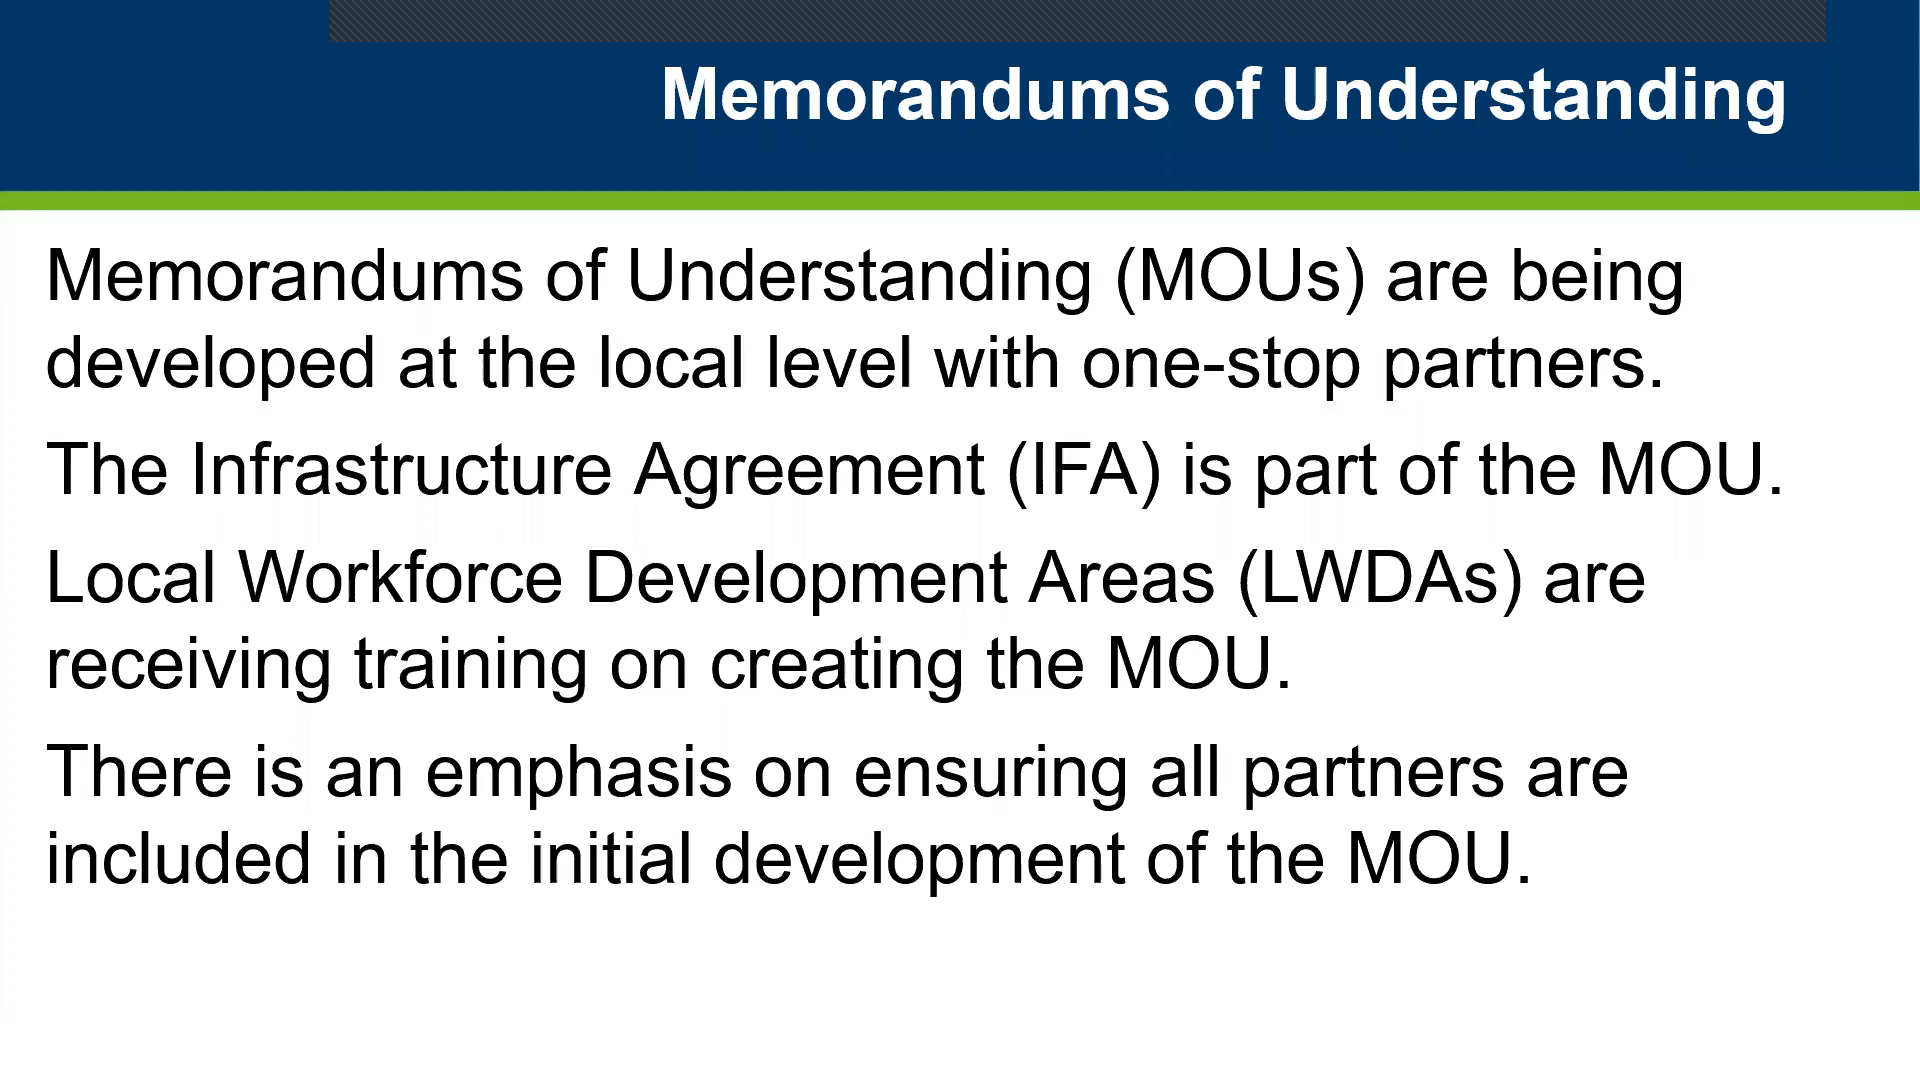 Memorandums of Understanding
Memorandums of Understanding (MOUs) are being
developed at the local level with one-stop partners.
The Infrastructure Agreement (IFA) is part of the MOU.
Local Workforce Development Areas (LWDAs) are
receiving training on creating the MOU.
There is an emphasis on ensuring all partners are
included in the initial development of the MOU.